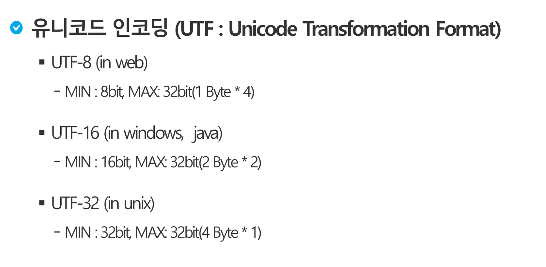 유니코드 인코딩 (UTF : Unicode Transformation Format)
▪ UTF-8 (in web)
− MIN : 8bit, MAX: 32bit(1 Byte * 4)
▪ UTF-16 (in windows, java)
− MIN : 16bit, MAX: 32bit(2 Byte * 2)
▪ UTF-32 (in unix)
− MIN : 32bit, MAX: 32bit(4 Byte * 1)